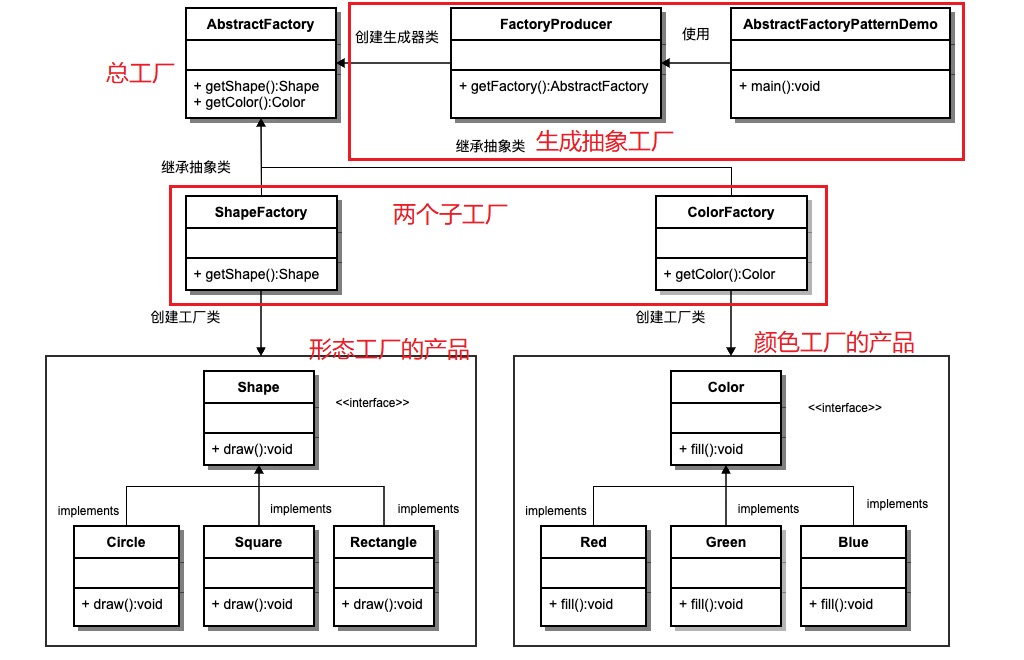 AbstractFactory
+ getShape():Shape
+ getColor():Color
总工厂
创建生成器类
FactoryProducer
+ getFactory():AbstractFactory
使用
AbstractFactoryPatternDemo
+ main():void
继承抽象类
生成抽象工厂
继承抽象类
ShapeFactory
+ getShape():Shape
两个子工厂
ColorFactory
+ getColor():Color
创建工厂类
创建工厂类
形态工厂的产品
颜色工厂的产品
Shape
<<interface>>
+ draw():void
Color
<<interface>>
+ fill():void
implements
implements
implements
implements
implements
implements
Circle
+ draw():void
Square
+ draw():void
Rectangle
+ draw():void
Red
+ fill():void
Green
+ fill():void
Blue
+ fill():void